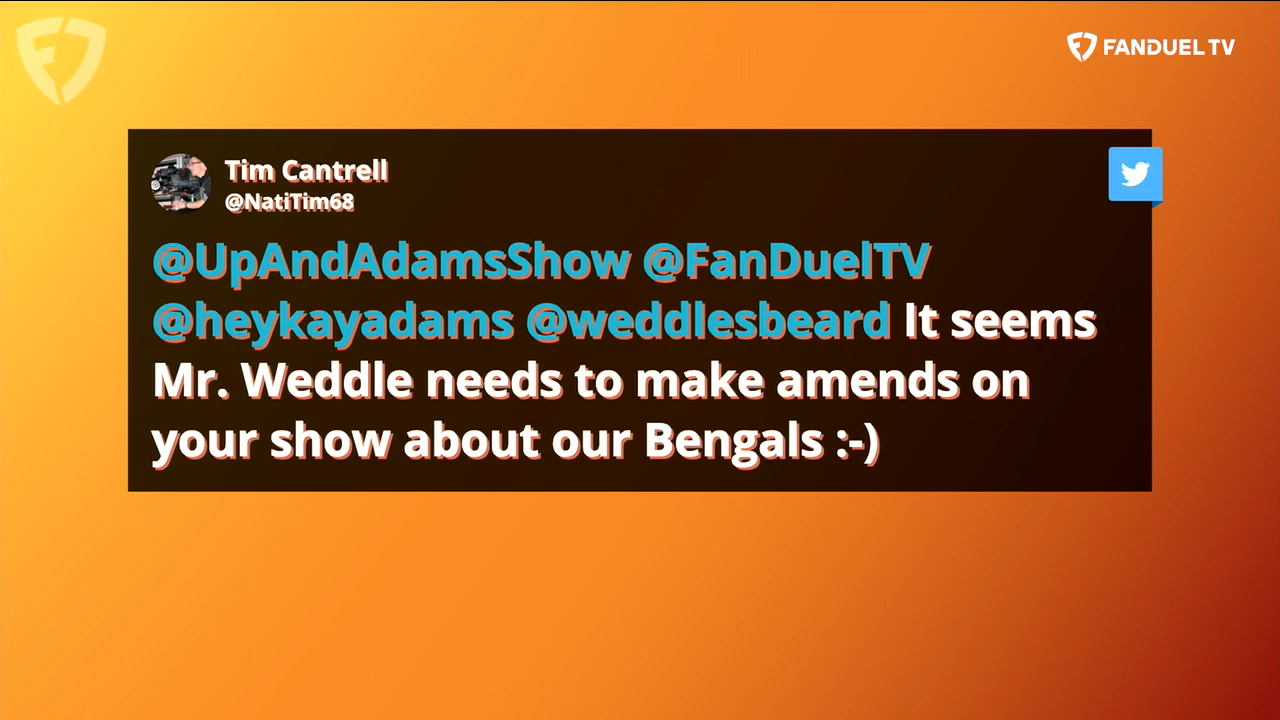 FANDUEL TV
Tim Cantrell
@NatiTim68
@UpAndAdamsShow @FanDuelTV
@heykayadams @weddlesbeard It seems
Mr. Weddle needs to make amends on
your show about our Bengals :-)